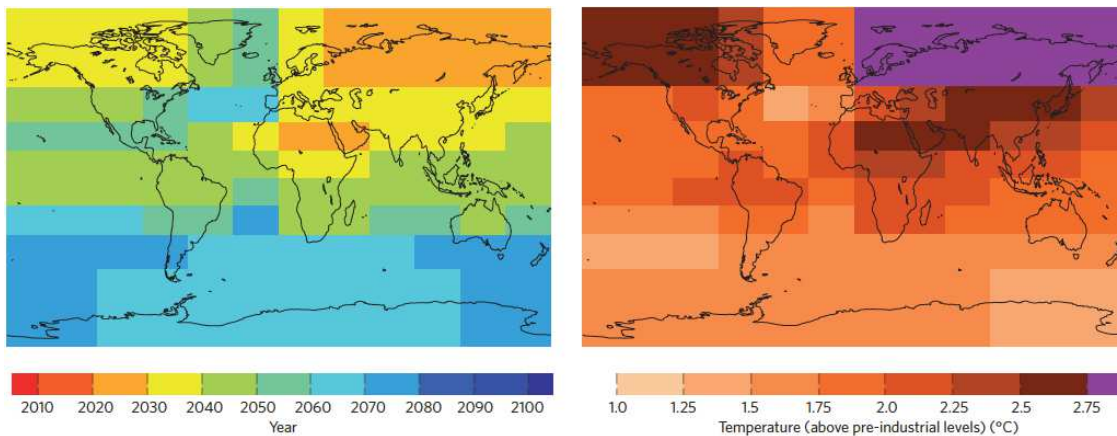 2010 2020 2030 2040 2050 2060 2070 2080 2090 2100
Year
1.0 1.25 1.5 1.75 2.0 2.25 2.5 2.75
Temperature (above pre-industrial levels) (°C)